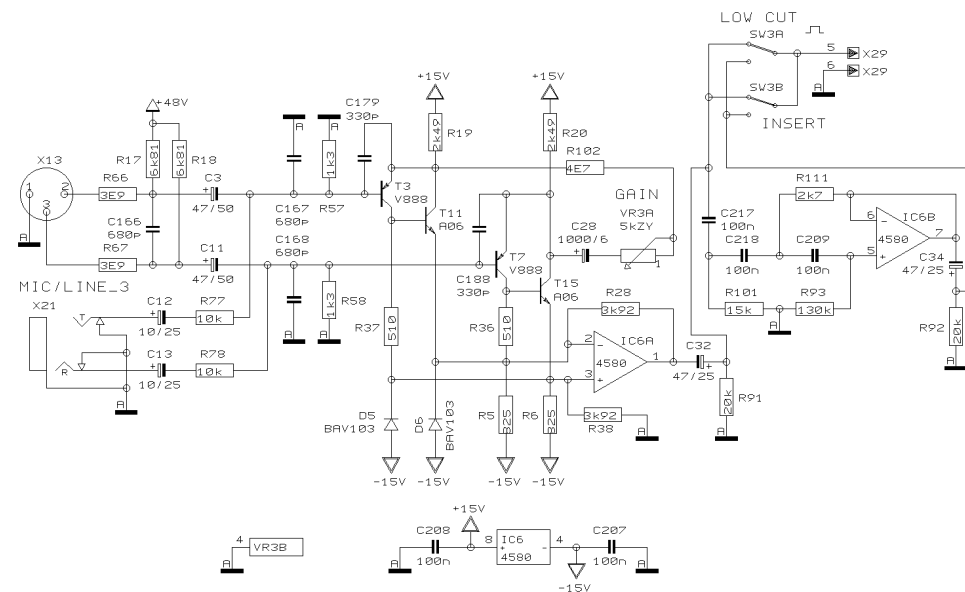 LOW CUT
SW3A
5
X29
6
X29
A
SW3B
INSERT
+15V
+15V
+48V
C179
330p
A
A
2k49
R19
2k49
R20
R102
4E7
X13
R17
6k81
6k81
R18
1k3
1
2
3
R66
3E9
C3
+
47/50
T3
V888
GAIN
VR3A
5kZY
R111
2k7
A
C166
680p
C167
680p
R57
T11
A06
C28
+
1000/6
1
C217
100n
6
-
IC6B
4580
7
5
+
R67
3E9
C11
+
47/50
C168
680p
T7
V888
C188
330p
T15
A06
C218
100n
C209
100n
C34
47/25
+
MIC/LINE_3
X21
T
C12
+
10/25
R77
10k
1k3
R58
A
A
R28
3k92
R101
15k
R93
130k
A
R37
510
R36
510
2
-
IC6A
4580
1
3
+
C32
+
47/25
R92
20k
A
R
C13
+
10/25
R78
10k
A
D5
BAV103
D6
BAV103
R5
825
R6
825
3k92
R38
A
20k
R91
A
-15V
-15V
-15V
-15V
+15V
4
VR3B
A
C208
100n
A
8
+
IC6
4580
-
4
C207
100n
A
-15V